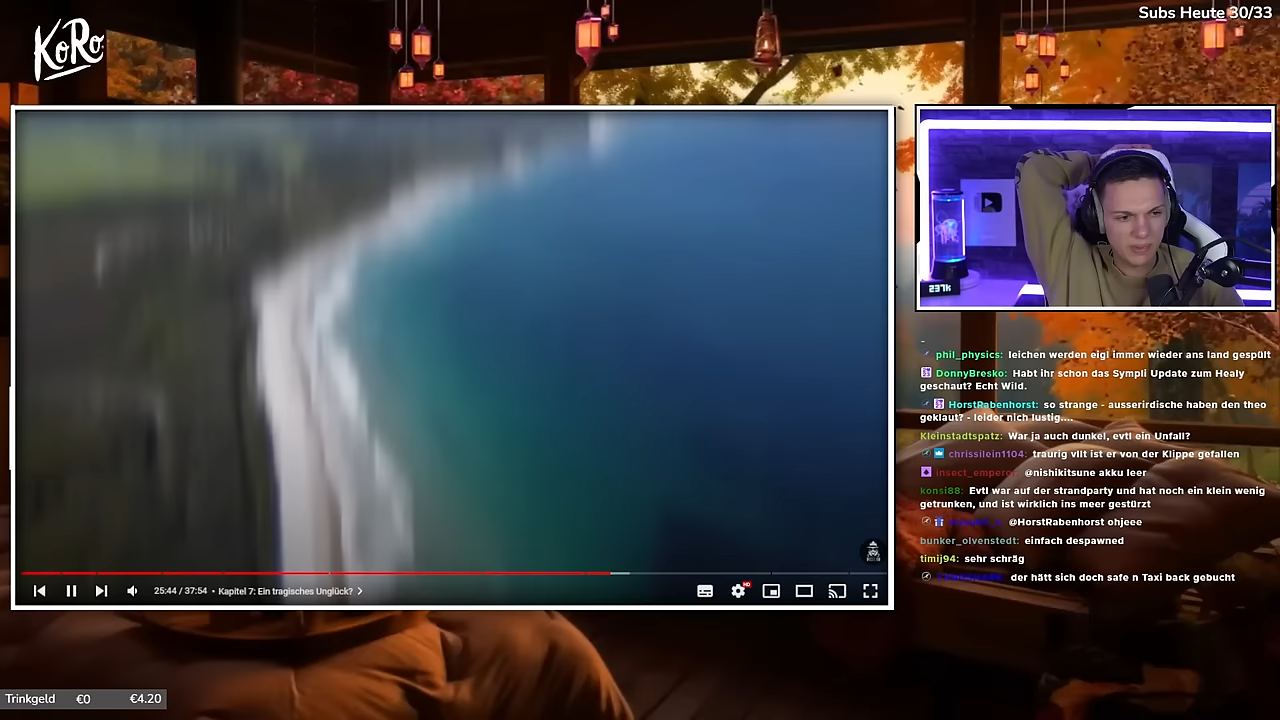 Subs Heute 30/33
KoRo
237k
phil_physics: leichen werden eigl immer wieder ans land gespült
DonnyBresko: Habt ihr schon das Sympli Update zum Healy
geschaut? Echt Wild.
HorstRabenhorst: so strange - ausserirdische haben den theo
geklaut? - leider nich lustig....
Kleinstadtspatz: War ja auch dunkel, evtl ein Unfall?
chrissilein1104: traurig vllt ist er von der Klippe gefallen
@nishikitsune akku leer
konsi88: Evtl war auf der strandparty und hat noch ein klein wenig
getrunken, und ist wirklich ins meer gestürzt
@HorstRabenhorst ohjeee
bunker_olvenstedt: einfach despawned
timij94: sehr schräg
der hätt sich doch safe n Taxi back gebucht
25:44 / 37:54 • Kapitel 7: Ein tragisches Unglück?
HD
Trinkgeld €0 €4.20